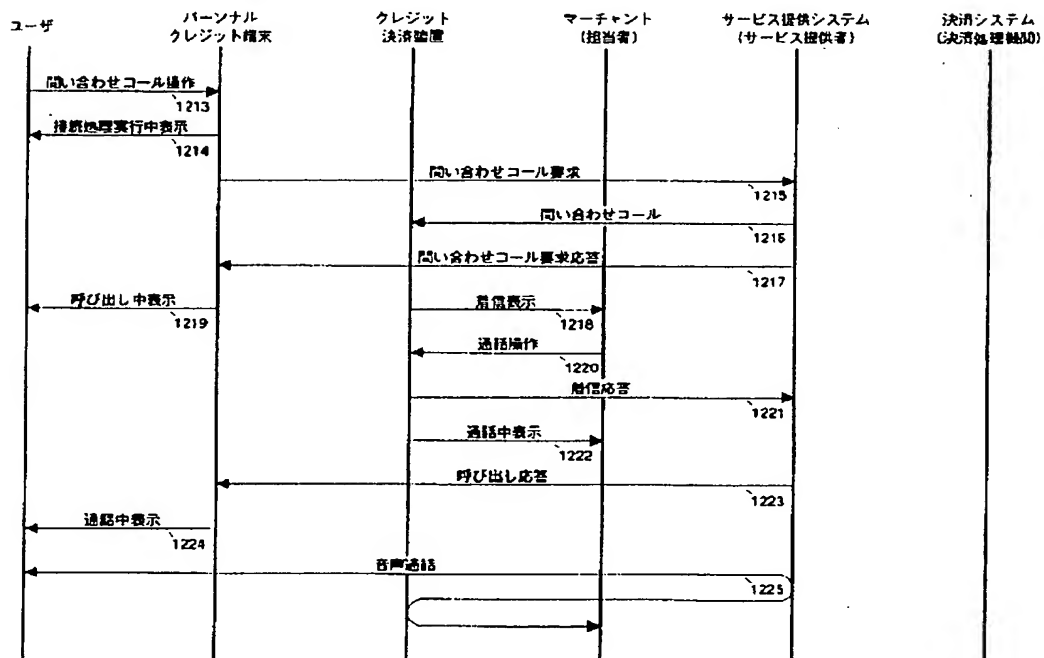 ユーザ
パーソナル
クレジット端末
クレジット
決済装置
マーチャント
(担当者)
サービス提供システム
(サービス提供者)
決済システム
(決済処理機関)
問い合わせコール操作
1213
接続処理実行中表示
1214
問い合わせコール要求
1215
問い合わせコール
1216
問い合わせコール要求応答
1217
呼び出し中表示
1219
着信表示
1218
通話操作
1220
着信応答
1221
通話中表示
1222
呼び出し応答
1223
通話中表示
1224
音声通話
1225